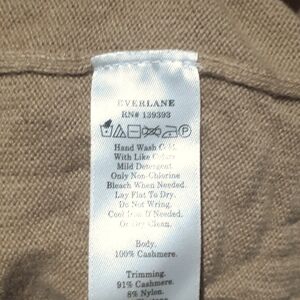 EVERLANE
RN# 139393
Hand Wash Cold.
With Like Colors
Mild Detergent.
Only Non-Chlorine
Bleach When Needed.
Lay Flat To Dry.
Do Not Wring.
Cool Iron If Needed.
Or Dry Clean.
Body.
100% Cashmere.
Trimming.
91% Cashmere.
8% Nylon.